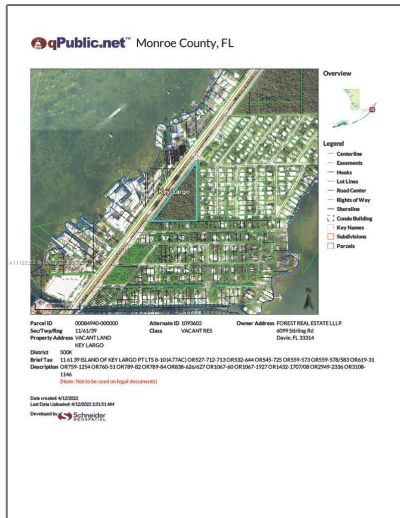 qPublic.net™ Monroe County, FL
Overview
Legend
Centerline
Easements
Hooks
Lot Lines
Road Center
Rights of Way
Shoreline
Condo Building
Key Names
Subdivisions
Parcels
Key Largo
Parcel ID 00084940-000000 Alternate ID 1093602 Owner Address FOREST REAL ESTATE LLLP
Sec/Twp/Rng 11/61/39 Class VACANT RES 6099 Stirling Rd
Property Address VACANT LAND Davie, FL 33314
KEY LARGO
District 500K
Brief Tax 11 61 39 ISLAND OF KEY LARGO PT LTS 8-10 (4.77AC) OR527-712-713 OR532-644 OR545-725 OR559-573 OR559-578/583 OR619-31
Description OR759-1254 OR760-51 OR789-82 OR789-84 OR838-626/627 OR1067-60 OR1067-1927 OR1432-1707/08 OR2949-2336 OR3108-
1146
(Note: Not to be used on legal documents)
Date created: 4/12/2022
Last Data Uploaded: 4/12/2022 2:01:51 AM
Developed by Schneider
GEOSPATIAL